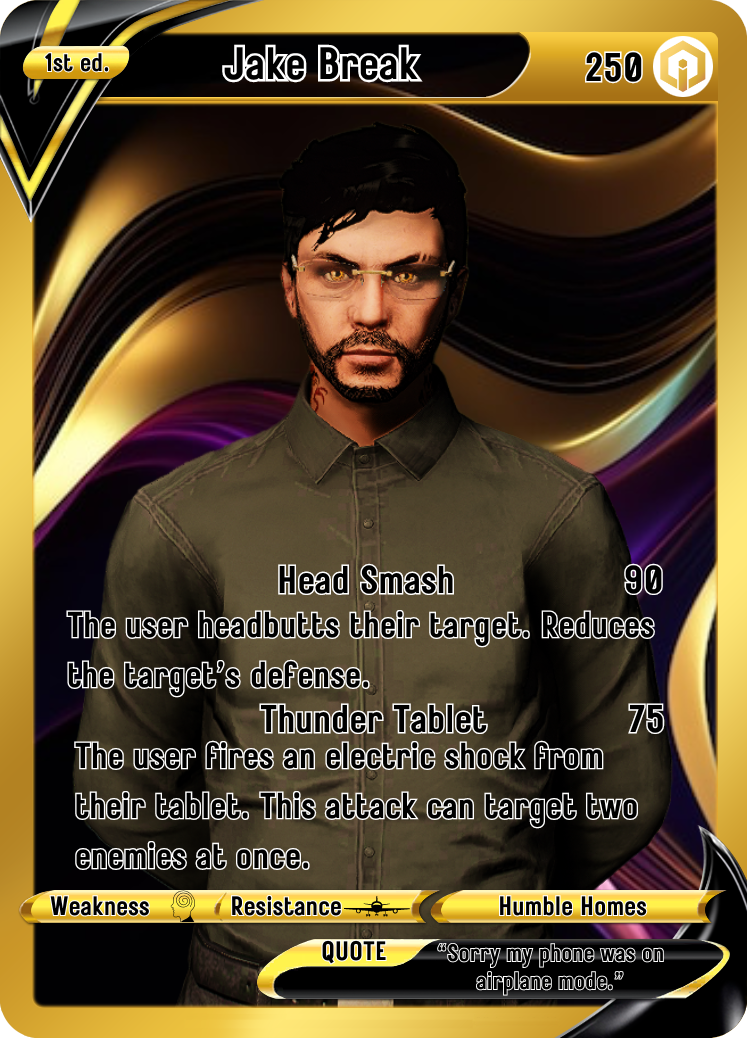 1st ed.
Jake Break
250
Head Smash 90
The user headbutts their target. Reduces
the target's defense.
Thunder Tablet 75
The user fires an electric shock from
their tablet. This attack can target two
enemies at once.
Weakness Resistance Humble Homes
QUOTE
“Sorry my phone was on
airplane mode.”